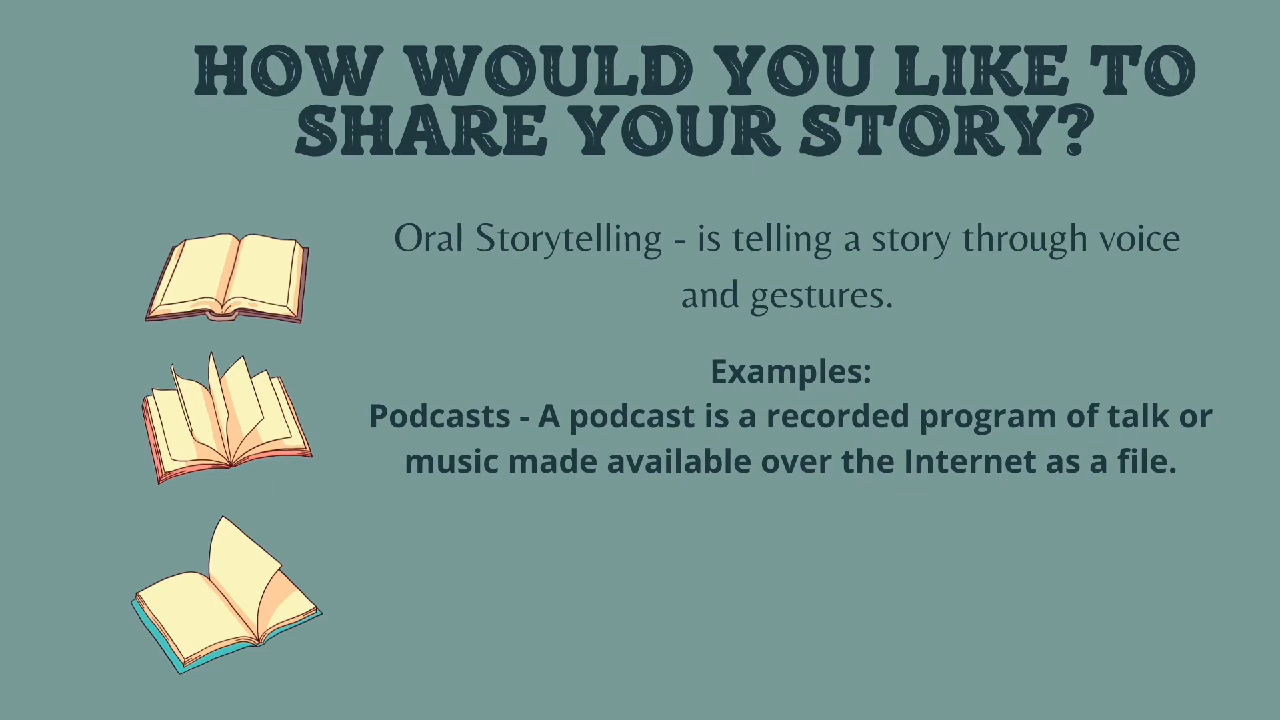 HOW WOULD YOU LIKE TO
SHARE YOUR STORY?
Oral Storytelling - is telling a story through voice
and gestures.
Examples:
Podcasts - A podcast is a recorded program of talk or
music made available over the Internet as a file.